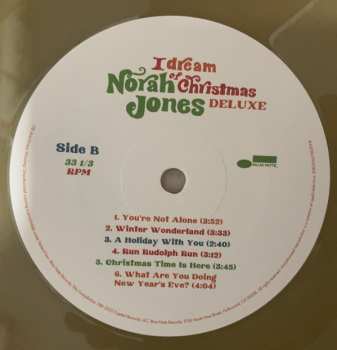 I dream
of
Norah Christmas
Jones DELUXE
Side B
33 1/3
RPM
BLUE NOTE
1. You're Not Alone (3:52)
2. Winter Wonderland (3:33)
3. A Holiday With You (2:40)
4. Run Rudolph Run (3:12)
5. Christmas Time Is Here (3:45)
6. What Are You Doing
New Year's Eve? (4:04)